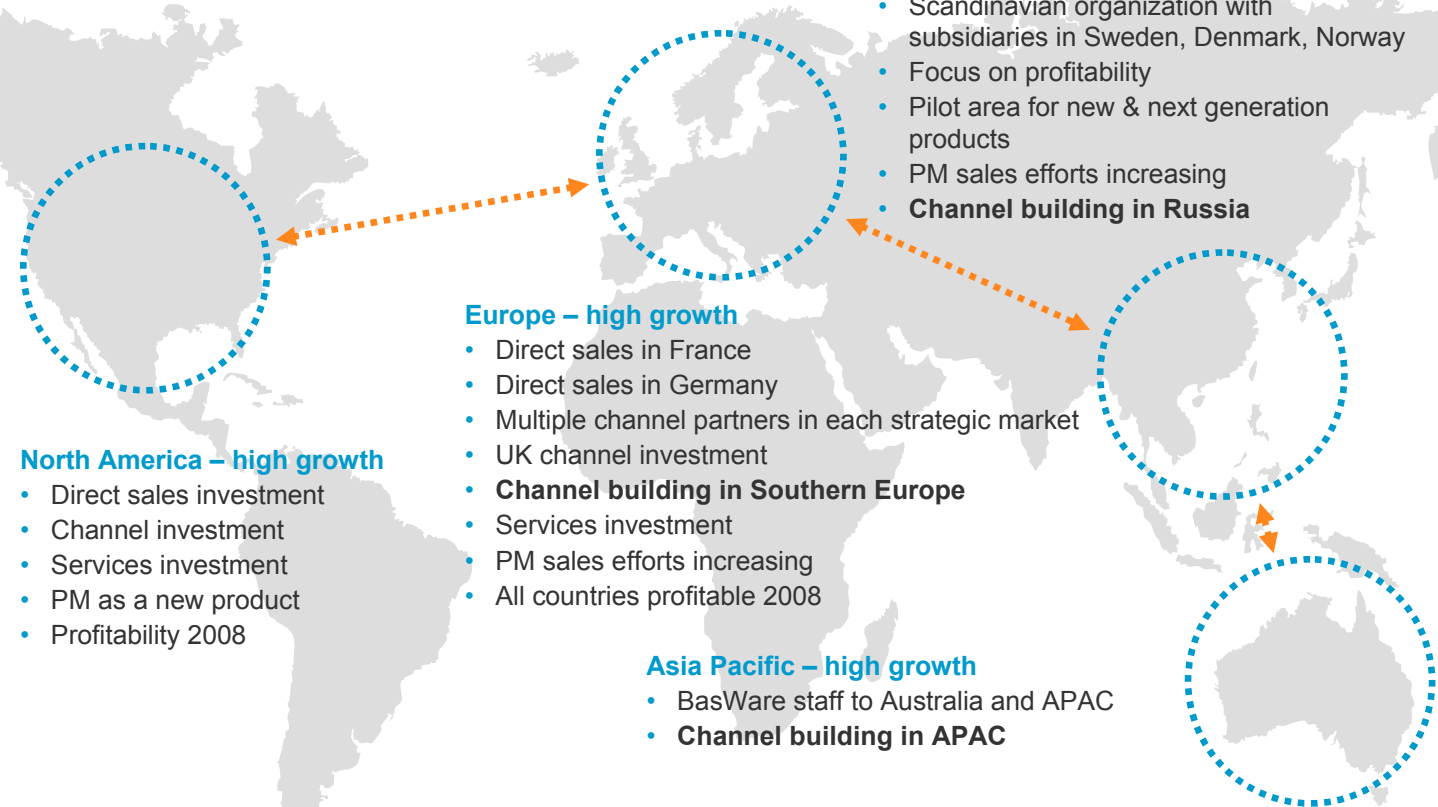 • Scandinavian organization with
subsidiaries in Sweden, Denmark, Norway
• Focus on profitability
• Pilot area for new & next generation
products
• PM sales efforts increasing
• Channel building in Russia
Europe – high growth
• Direct sales in France
• Direct sales in Germany
• Multiple channel partners in each strategic market
• UK channel investment
• Channel building in Southern Europe
• Services investment
• PM sales efforts increasing
• All countries profitable 2008
North America – high growth
• Direct sales investment
• Channel investment
• Services investment
• PM as a new product
• Profitability 2008
Asia Pacific – high growth
• BasWare staff to Australia and APAC
• Channel building in APAC